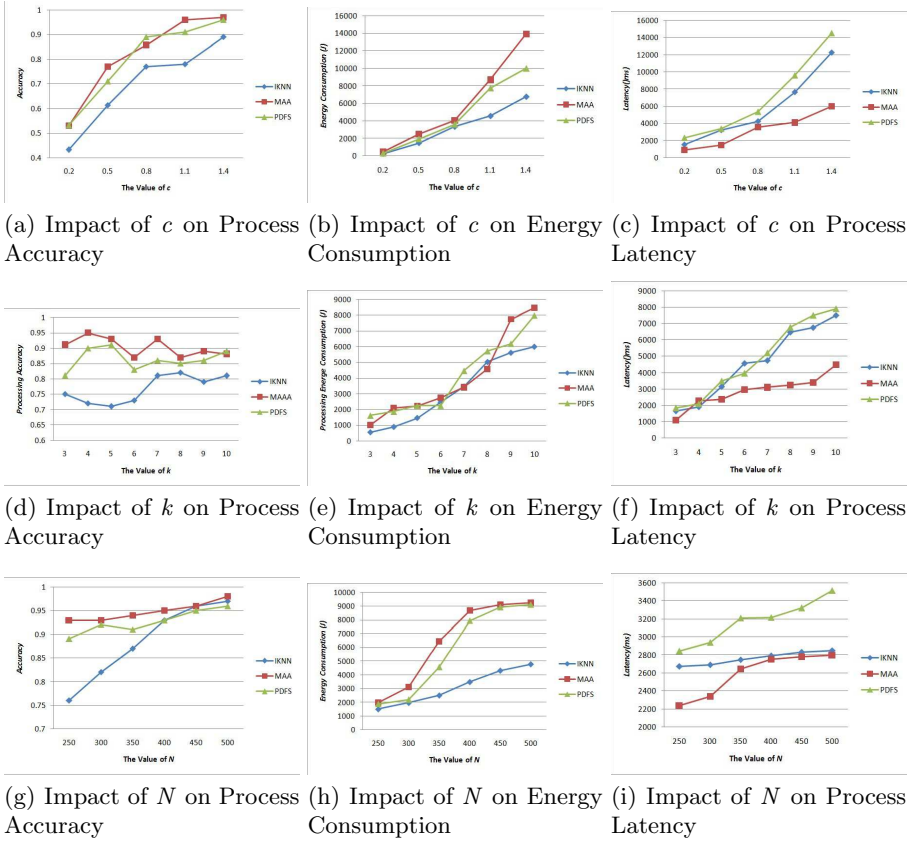 1
0.9
0.8
0.7
0.6
0.5
0.4
Accuracy
0.2 0.5 0.8 1.1 1.4
The Value of c
IKNN
MAA
PDFS
16000
14000
12000
10000
8000
6000
4000
2000
0
Energy Consumption (J)
0.2 0.5 0.8 1.1 1.4
The Value of c
IKNN
MAA
PDFS
16000
14000
12000
10000
8000
6000
4000
2000
0
Latency(Jms)
0.2 0.5 0.8 1.1 1.4
The Value of c
IKNN
MAA
PDFS
(a) Impact of c on Process
Accuracy
(b) Impact of c on Energy
Consumption
(c) Impact of c on Process
Latency
1
0.95
0.9
0.85
0.8
0.75
0.7
0.65
0.6
Processing Accuracy
3 4 5 6 7 8 9 10
The Value of k
IKNN
MAAA
PDFS
9000
8000
7000
6000
5000
4000
3000
2000
1000
0
Processing Energe Consumption (J)
3 4 5 6 7 8 9 10
The Value of k
IKNN
MAA
PDFS
9000
8000
7000
6000
5000
4000
3000
2000
1000
0
Latency(Jms)
3 4 5 6 7 8 9 10
The Value of k
IKNN
MAA
PDFS
(d) Impact of k on Process
Accuracy
(e) Impact of k on Energy
Consumption
(f) Impact of k on Process
Latency
1
0.95
0.9
0.85
0.8
0.75
0.7
Accuracy
250 300 350 400 450 500
The Value of N
IKNN
MAA
PDFS
10000
9000
8000
7000
6000
5000
4000
3000
2000
1000
0
Energy Consumption (J)
250 300 350 400 450 500
The Value of N
IKNN
MAA
PDFS
3600
3400
3200
3000
2800
2600
2400
2200
2000
Latency(Jms)
250 300 350 400 450 500
The Value of N
IKNN
MAA
PDFS
(g) Impact of N on Process
Accuracy
(h) Impact of N on Energy
Consumption
(i) Impact of N on Process
Latency